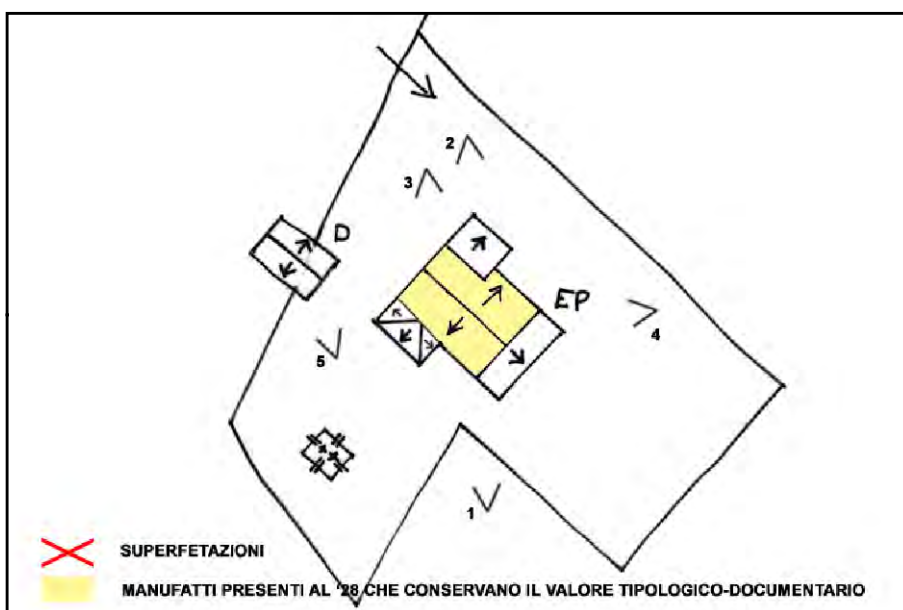 2
3
D
EP
4
5
1
SUPERFETAZIONI
MANUFATTI PRESENTI AL '28 CHE CONSERVANO IL VALORE TIPOLOGICO-DOCUMENTARIO